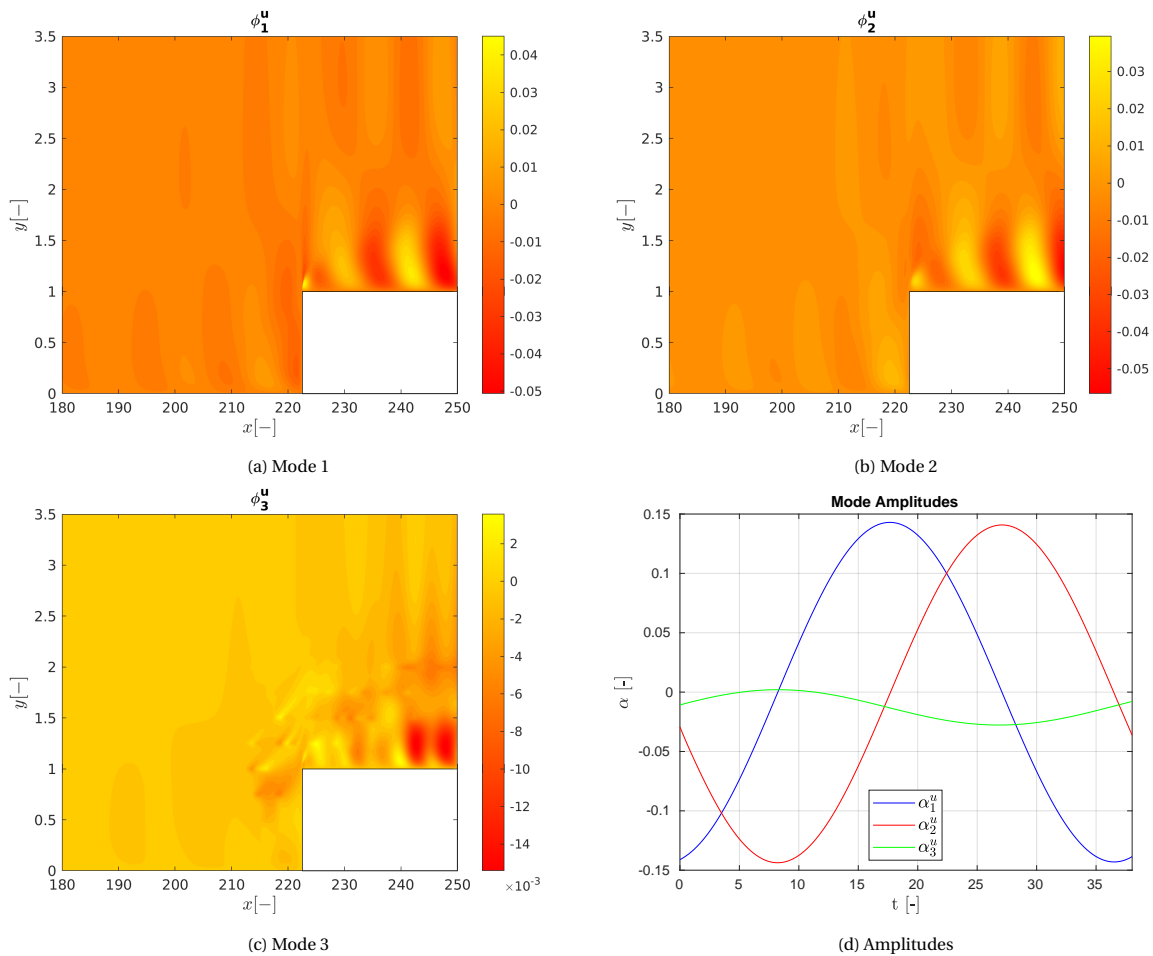 ϕ₁ᵘ
3.5
3
2.5
2
1.5
1
0.5
0
y[−]
180 190 200 210 220 230 240 250
x[−]
0.04
0.03
0.02
0.01
0
-0.01
-0.02
-0.03
-0.04
-0.05
(a) Mode 1
ϕ₂ᵘ
3.5
3
2.5
2
1.5
1
0.5
0
y[−]
180 190 200 210 220 230 240 250
x[−]
0.03
0.02
0.01
0
-0.01
-0.02
-0.03
-0.04
-0.05
(b) Mode 2
ϕ₃ᵘ
3.5
3
2.5
2
1.5
1
0.5
0
y[−]
180 190 200 210 220 230 240 250
x[−]
2
0
-2
-4
-6
-8
-10
-12
-14
×10⁻³
(c) Mode 3
Mode Amplitudes
0.15
0.1
0.05
0
-0.05
-0.1
-0.15
α [-]
α₁ᵘ
α₂ᵘ
α₃ᵘ
0 5 10 15 20 25 30 35
t [-]
(d) Amplitudes